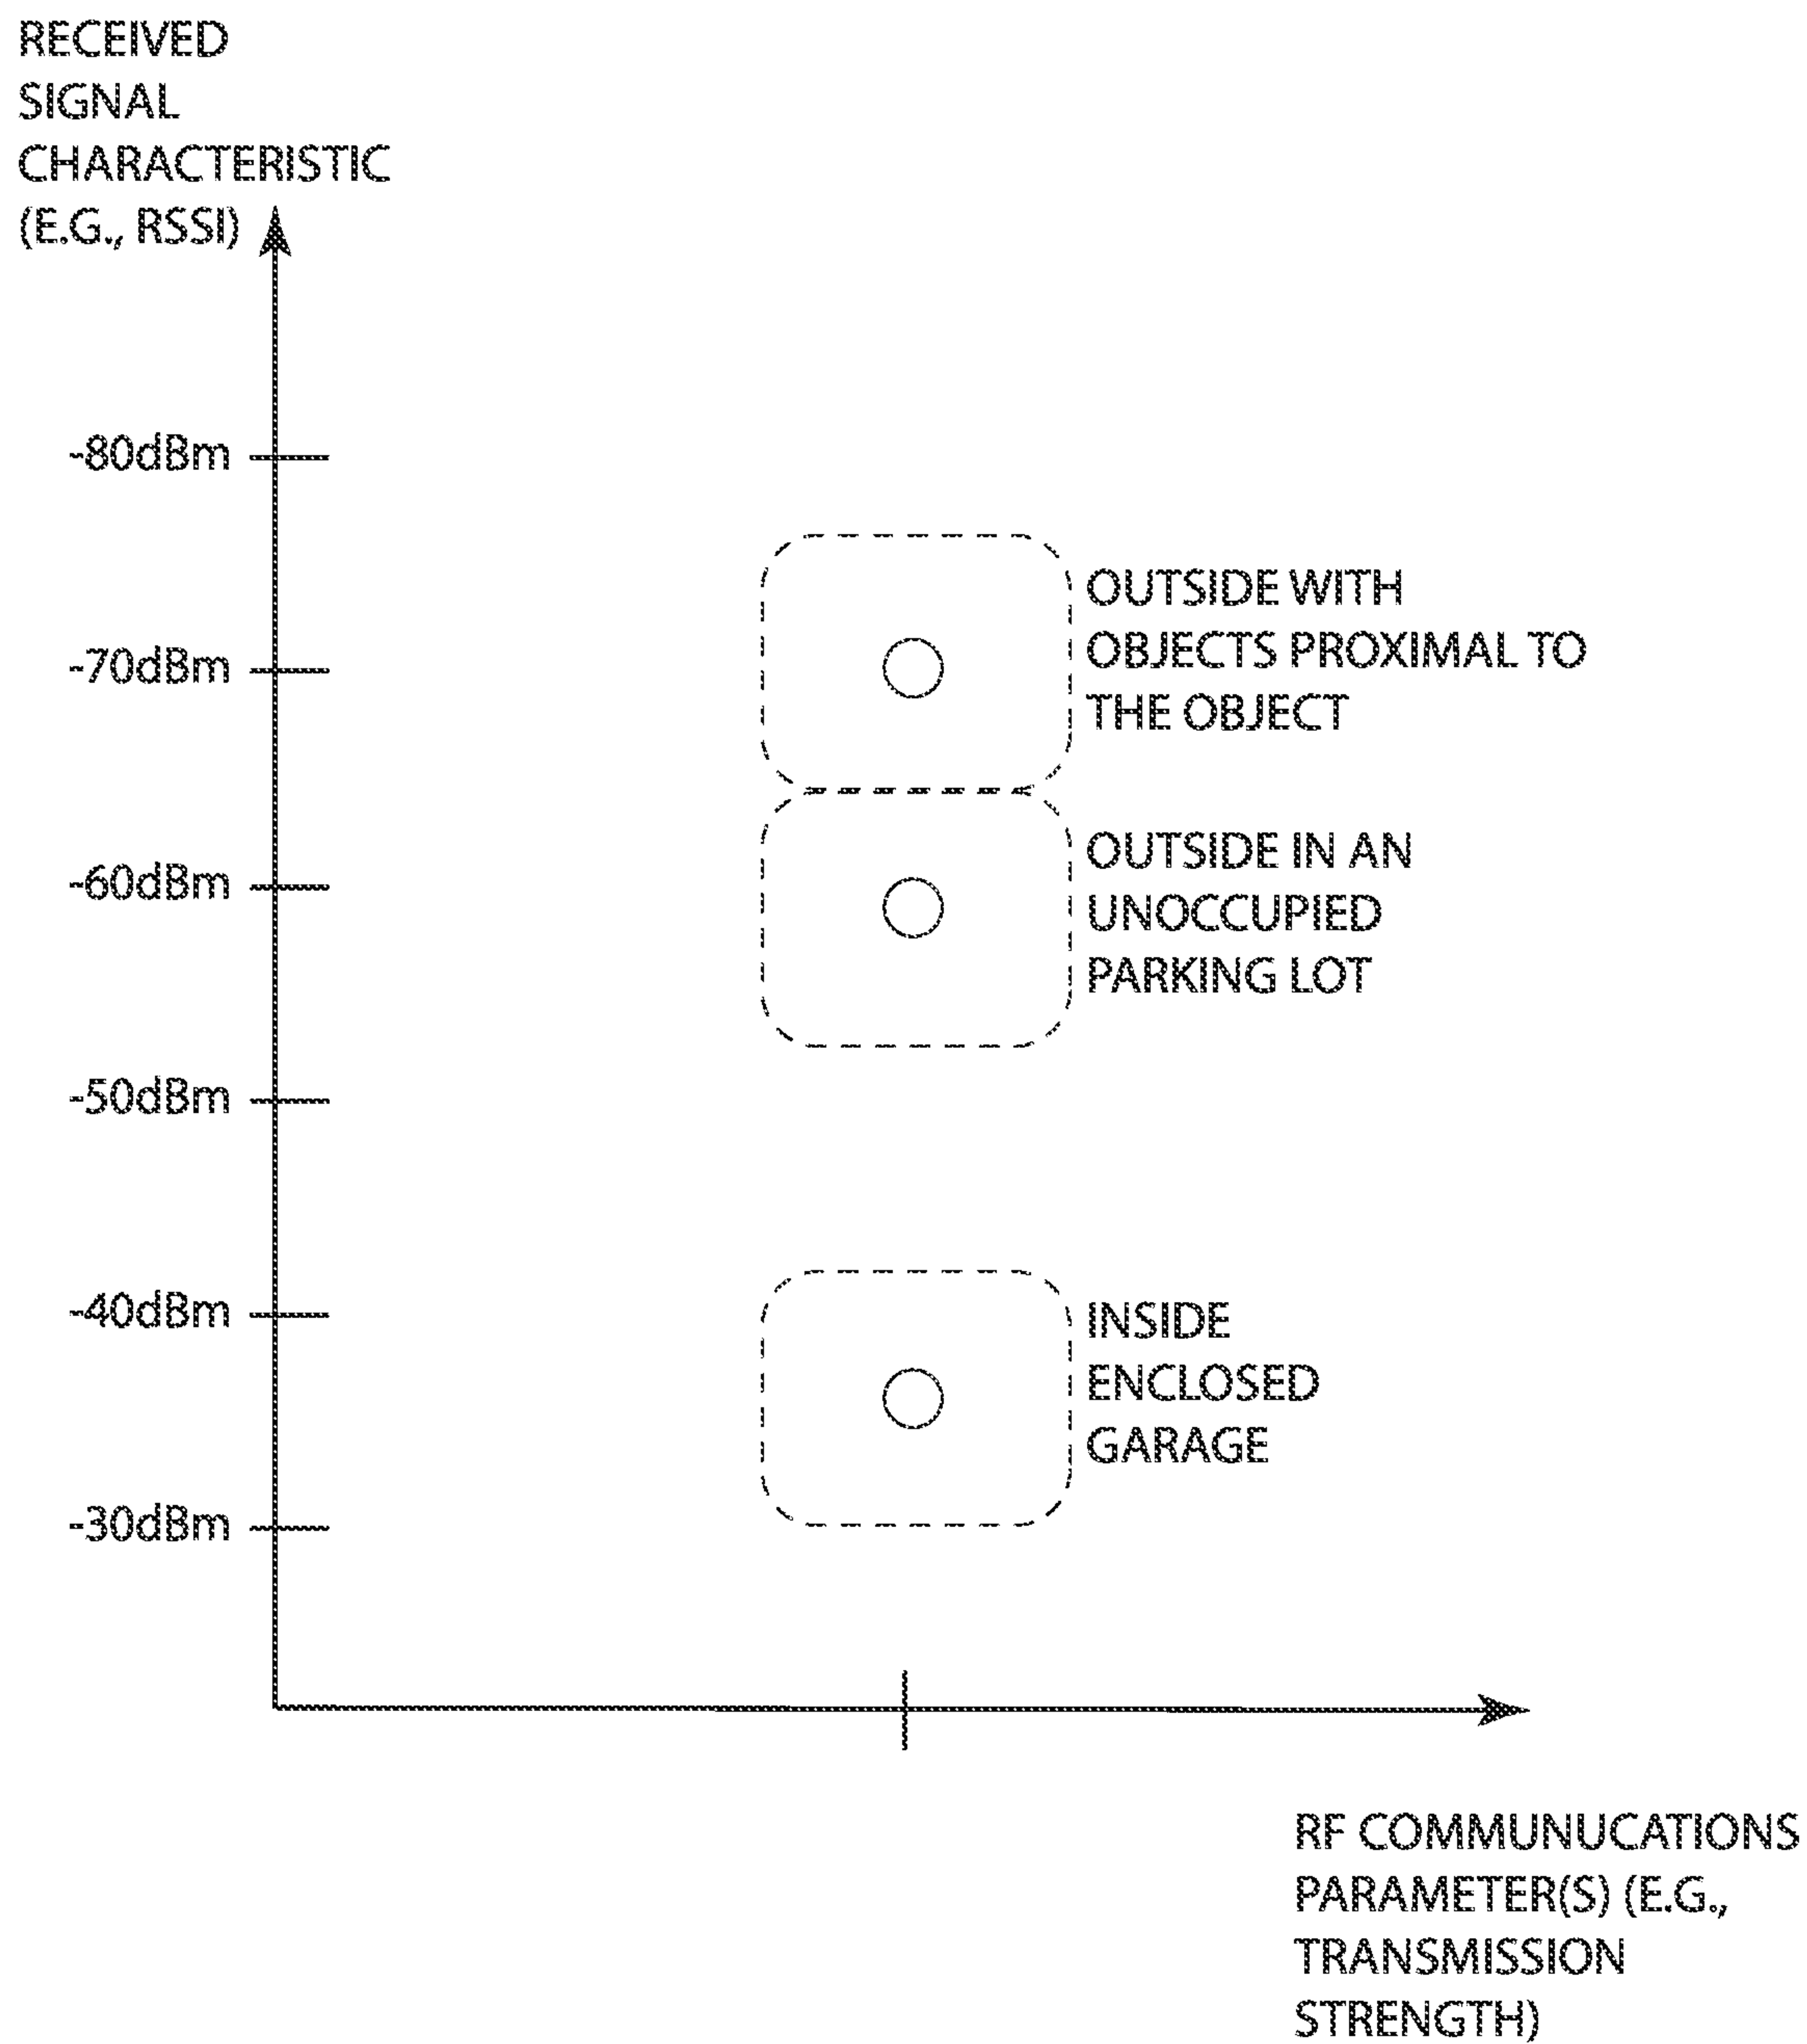 RECEIVED
SIGNAL
CHARACTERISTIC
(E.G., RSSI)
-80dBm
OUTSIDE WITH
OBJECTS PROXIMAL TO
THE OBJECT
-70dBm
OUTSIDE IN AN
UNOCCUPIED
PARKING LOT
-60dBm
-50dBm
-40dBm
INSIDE
ENCLOSED
GARAGE
-30dBm
RF COMMUNUCATIONS
PARAMETER(S) (E.G.,
TRANSMISSION
STRENGTH)